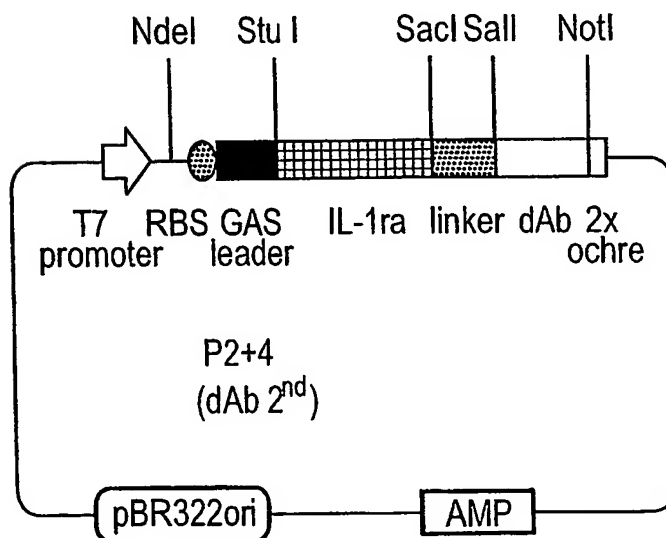 NdeI Stu I SacI SalI NotI
T7 promoter RBS GAS leader IL-1ra linker dAb 2x ochre
P2+4
(dAb 2nd)
pBR322ori AMP